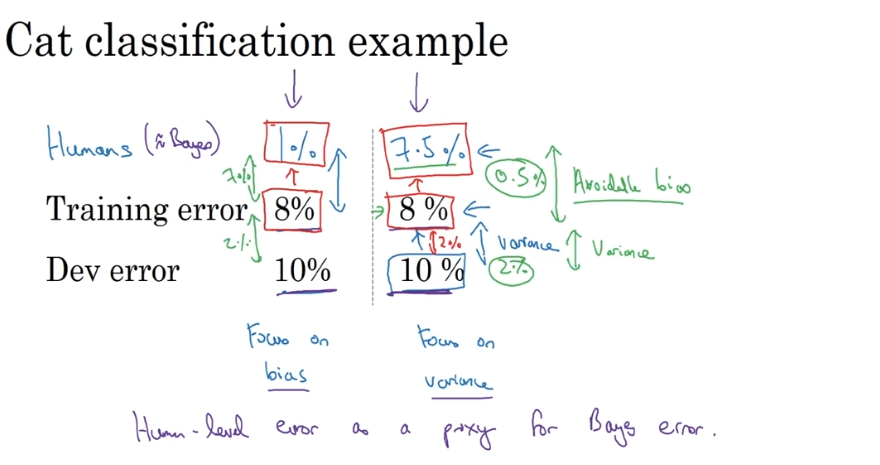 Cat classification example
Humans (≈ Bayes) 1% 7.5%
7% 0.5% Avoidable bias
Training error 8% 8 %
2% 2% Variance Variance
Dev error 10% 10 % 2%
Focus on bias
Focus on variance
Human-level error as a proxy for Bayes error.